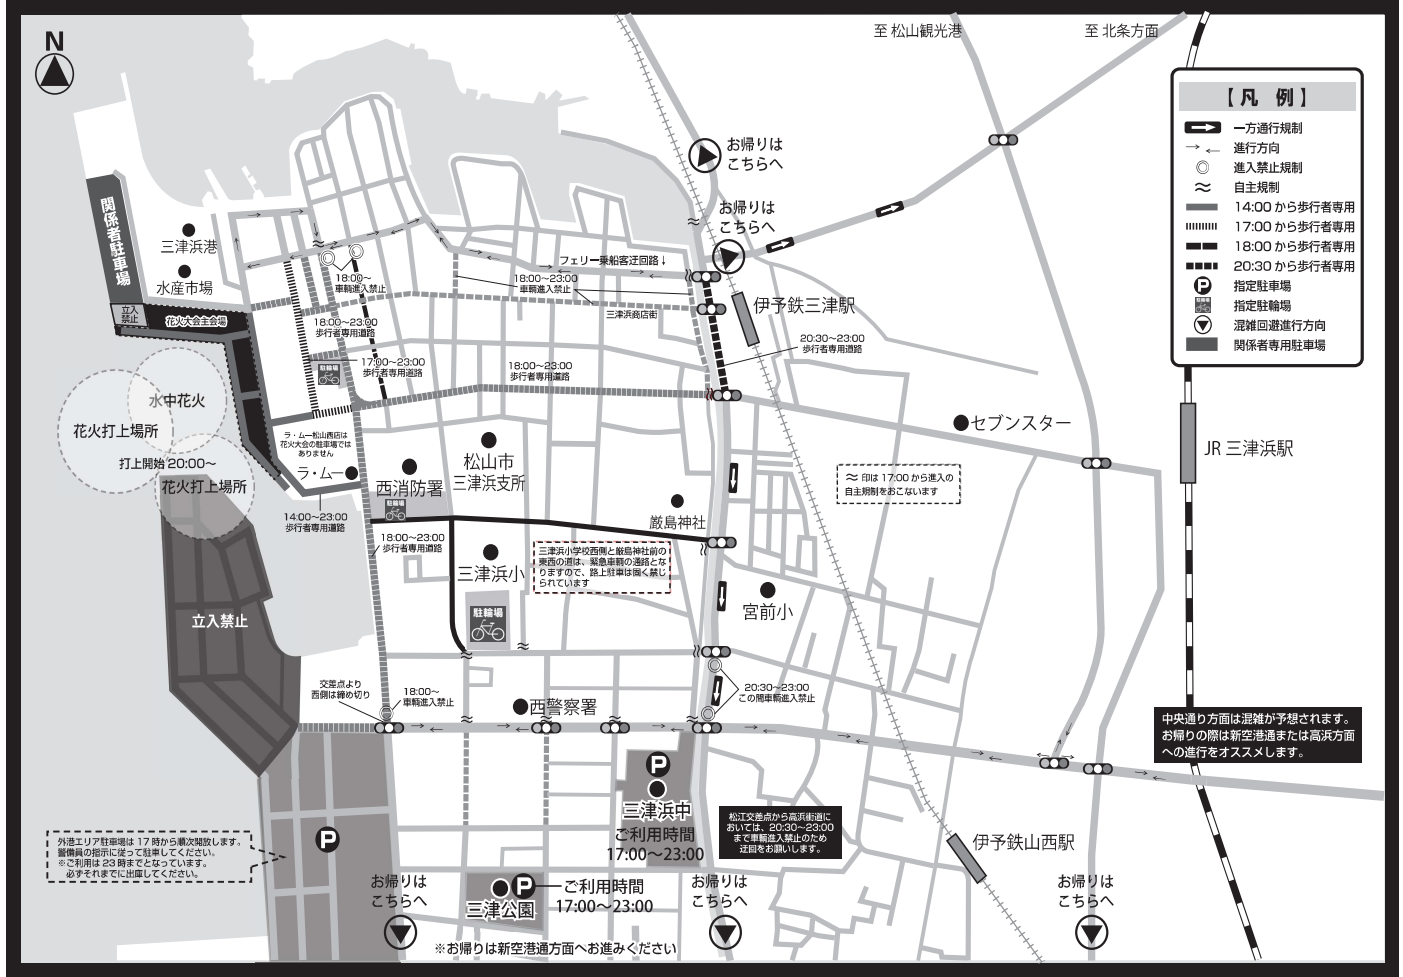 N
至 松山観光港
至 北条方面
【凡 例】
一方通行規制
進行方向
進入禁止規制
自主規制
14:00 から歩行者専用
17:00 から歩行者専用
18:00 から歩行者専用
20:30 から歩行者専用
P 指定駐車場
駐輪場 指定駐輪場
混雑回避進行方向
関係者専用駐車場
お帰りは
こちらへ
お帰りは
こちらへ
関係者駐車場
三津浜港
水産市場
立入
禁止
花火大会主会場
フェリー乗船客迂回路↓
18:00〜
車輌進入禁止
18:00〜23:00
車輌進入禁止
三津浜商店街
伊予鉄三津駅
18:00〜23:00
歩行者専用道路
20:30〜23:00
歩行者専用道路
17:00〜23:00
歩行者専用道路
18:00〜23:00
歩行者専用道路
駐輪場
水中花火
花火打上場所
打上開始 20:00〜
花火打上場所
ラ・ムー松山西店は
花火大会の駐車場では
ありません
ラ・ムー
松山市
三津浜支所
西消防署
駐輪場
セブンスター
JR 三津浜駅
≈ 印は 17:00 から進入の
自主規制をおこないます
14:00〜23:00
歩行者専用道路
厳島神社
18:00〜23:00
歩行者専用道路
三津浜小
三津浜小学校西側と厳島神社前の
東西の道は、緊急車輌の通路とな
りますので、路上駐車は固く禁じ
られています
宮前小
駐輪場
立入禁止
交差点より
西側は締め切り
18:00〜
車輌進入禁止
西警察署
20:30〜23:00
この間車輌進入禁止
中央通り方面は混雑が予想されます。
お帰りの際は新空港通または高浜方面
への進行をオススメします。
P
三津浜中
ご利用時間
17:00〜23:00
松江交差点から高浜街道に
おいては、20:30〜23:00
まで車輌進入禁止のため
迂回をお願いします。
伊予鉄山西駅
外港エリア駐車場は 17 時から順次開放します。
警備員の指示に従って駐車してください。
※ご利用は 23 時までとなっています。
必ずそれまでに出庫してください。
P
お帰りは
こちらへ
P
ご利用時間
17:00〜23:00
三津公園
お帰りは
こちらへ
お帰りは
こちらへ
※お帰りは新空港通方面へお進みください